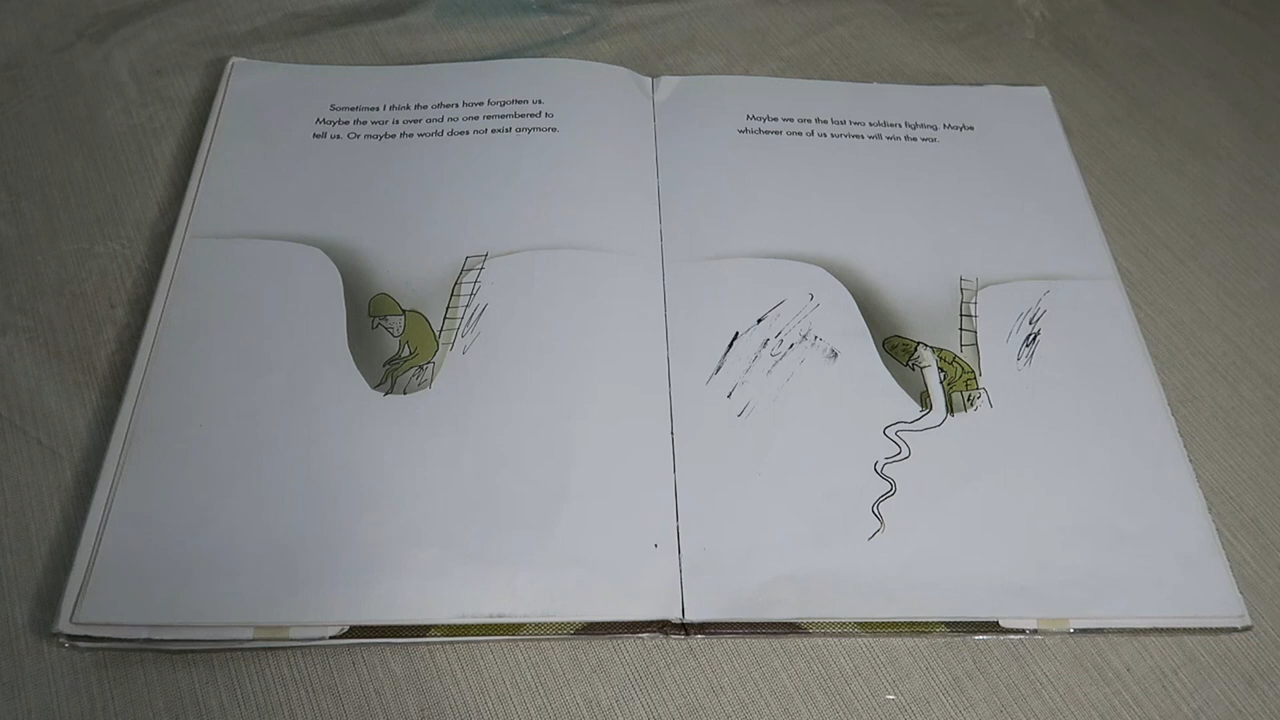 Sometimes I think the others have forgotten us.
Maybe the war is over and no one remembered to
tell us. Or maybe the world does not exist anymore.
Maybe we are the last two soldiers fighting. Maybe
whichever one of us survives will win the war.